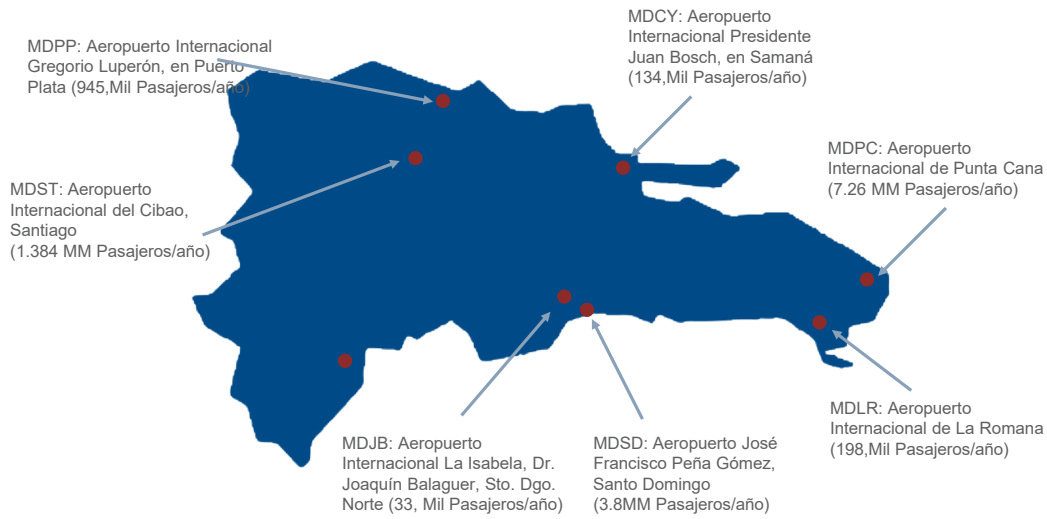 MDPP: Aeropuerto Internacional
Gregorio Luperón, en Puerto
Plata (945,Mil Pasajeros/año)
MDCY: Aeropuerto
Internacional Presidente
Juan Bosch, en Samaná
(134,Mil Pasajeros/año)
MDPC: Aeropuerto
Internacional de Punta Cana
(7.26 MM Pasajeros/año)
MDST: Aeropuerto
Internacional del Cibao,
Santiago
(1.384 MM Pasajeros/año)
MDLR: Aeropuerto
Internacional de La Romana
(198,Mil Pasajeros/año)
MDJB: Aeropuerto
Internacional La Isabela, Dr.
Joaquín Balaguer, Sto. Dgo.
Norte (33, Mil Pasajeros/año)
MDSD: Aeropuerto José
Francisco Peña Gómez,
Santo Domingo
(3.8MM Pasajeros/año)